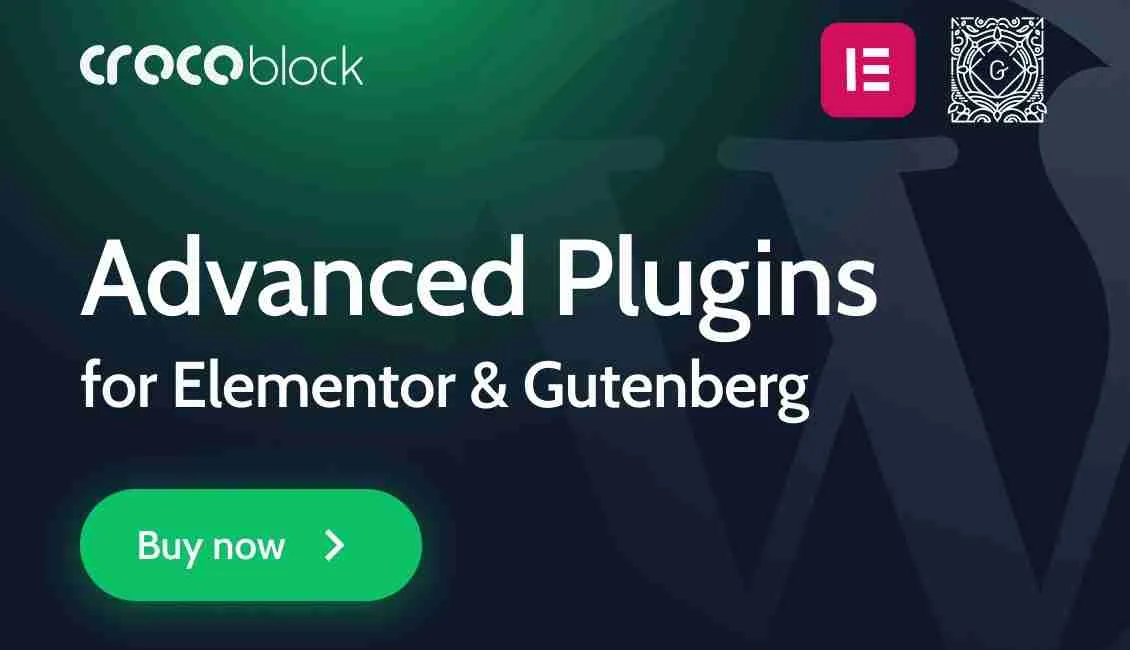 crocoblock
G
Advanced Plugins
for Elementor & Gutenberg
Buy now